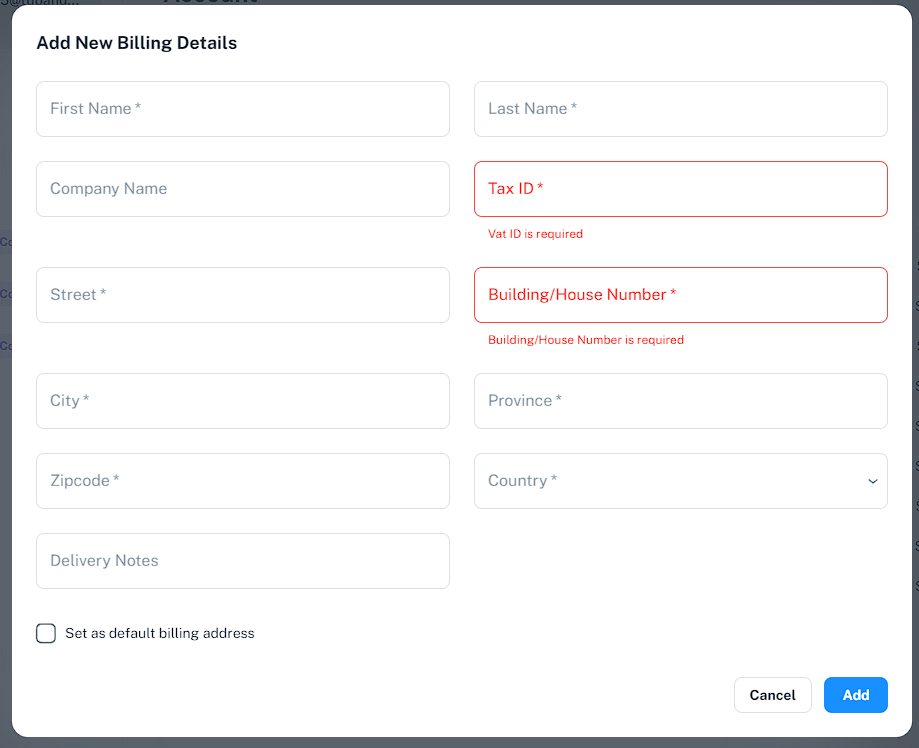 Add New Billing Details
First Name *
Last Name *
Company Name
Tax ID *
Vat ID is required
Street *
Building/House Number *
Building/House Number is required
City *
Province *
Zipcode *
Country *
Delivery Notes
Set as default billing address
Cancel
Add